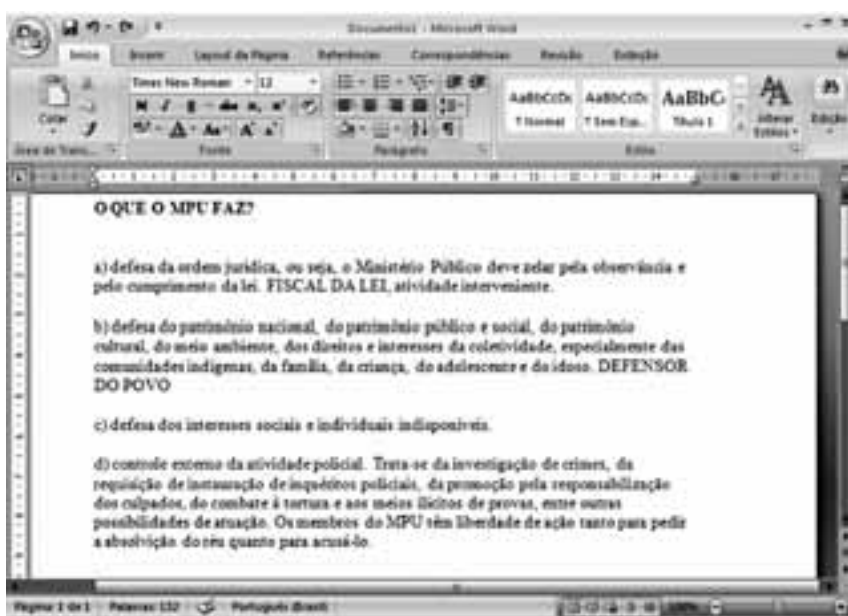 Documento1 - Microsoft Word
Início Inserir Layout da Página Referências Correspondências Revisão Exibição
Times New Roman 12
AaBbCcDc AaBbCcDc AaBbC
Colar
¶ Normal ¶ Sem Esp... Título 1
Alterar Estilos
Edição
Área de Trans... Fonte Parágrafo Estilo
O QUE O MPU FAZ?
a) defesa da ordem jurídica, ou seja, o Ministério Público deve zelar pela observância e
pelo cumprimento da lei. FISCAL DA LEI, atividade interveniente.
b) defesa do patrimônio nacional, do patrimônio público e social, do patrimônio
cultural, do meio ambiente, dos direitos e interesses da coletividade, especialmente das
comunidades indígenas, da família, da criança, do adolescente e do idoso. DEFENSOR
DO POVO
c) defesa dos interesses sociais e individuais indisponíveis.
d) controle externo da atividade policial. Trata-se da investigação de crimes, da
requisição de instauração de inquéritos policiais, da promoção pela responsabilização
dos culpados, do combate à tortura e aos meios ilícitos de provas, entre outras
possibilidades de atuação. Os membros do MPU têm liberdade de ação tanto para pedir
a absolvição do réu quanto para acusá-lo.
Página 1 de 1 Palavras: 132 Português (Brasil) 100%